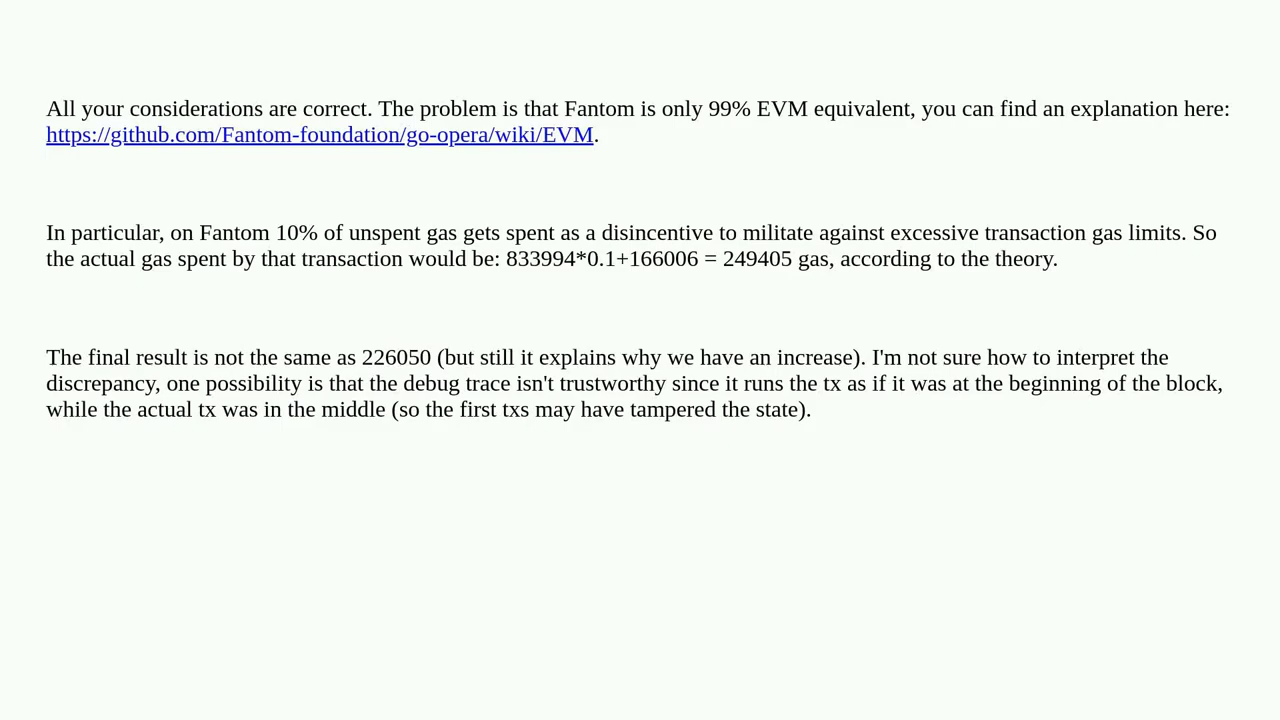 All your considerations are correct. The problem is that Fantom is only 99% EVM equivalent, you can find an explanation here:
https://github.com/Fantom-foundation/go-opera/wiki/EVM.
In particular, on Fantom 10% of unspent gas gets spent as a disincentive to militate against excessive transaction gas limits. So
the actual gas spent by that transaction would be: 833994*0.1+166006 = 249405 gas, according to the theory.
The final result is not the same as 226050 (but still it explains why we have an increase). I'm not sure how to interpret the
discrepancy, one possibility is that the debug trace isn't trustworthy since it runs the tx as if it was at the beginning of the block,
while the actual tx was in the middle (so the first txs may have tampered the state).